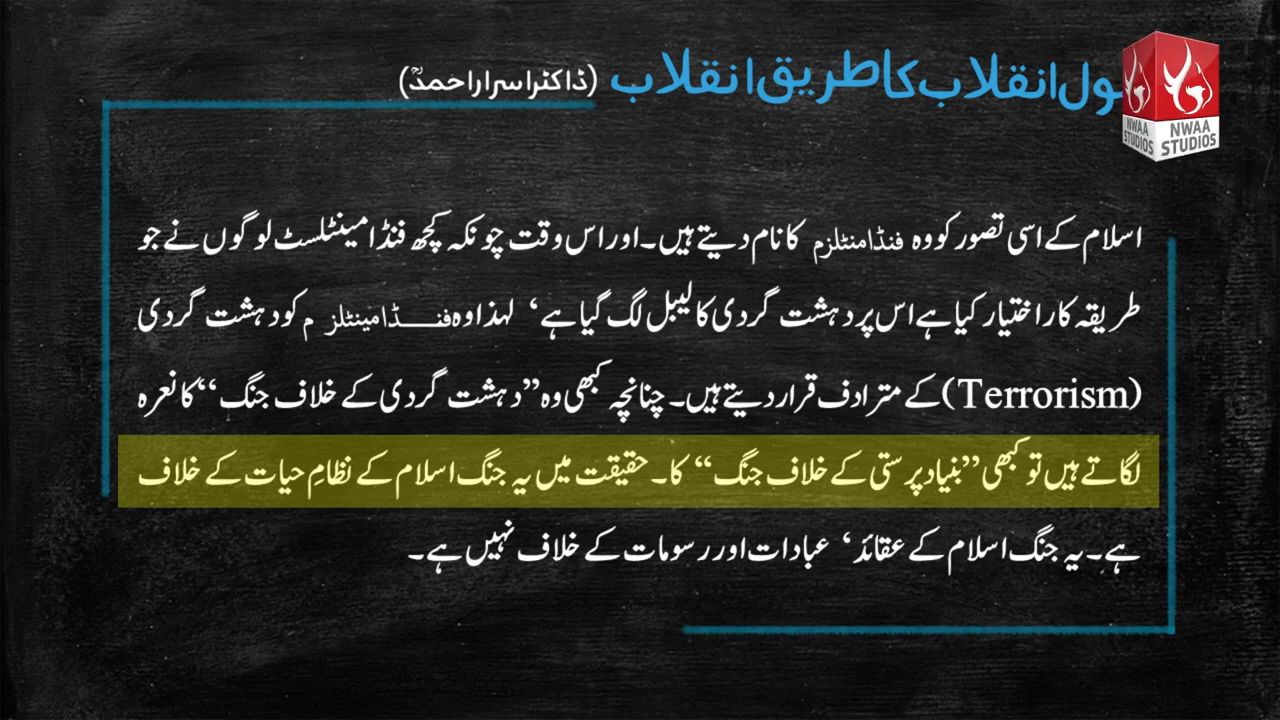 انقلاب کا طریق انقلاب (ڈاکٹر اسرار احمدؒ)
NWAA STUDIOS
NWAA STUDIOS
اسلام کے اسی تصور کو وہ فنڈامنٹلزم کا نام دیتے ہیں۔ اور اس وقت چونکہ کچھ فنڈامینٹلسٹ لوگوں نے جو
طریقہ کار اختیار کیا ہے اس پر دہشت گردی کا لیبل لگ گیا ہے‘ لہذا وہ فنـــڈامینٹلز م کو دہشت گردی
(Terrorism) کے مترادف قرار دیتے ہیں۔ چنانچہ کبھی وہ ”دہشت گردی کے خلاف جنگ“ کا نعرہ
لگاتے ہیں تو کبھی ”بنیاد پرستی کے خلاف جنگ“ کا۔ حقیقت میں یہ جنگ اسلام کے نظامِ حیات کے خلاف
ہے۔ یہ جنگ اسلام کے عقائد‘ عبادات اور رسومات کے خلاف نہیں ہے۔